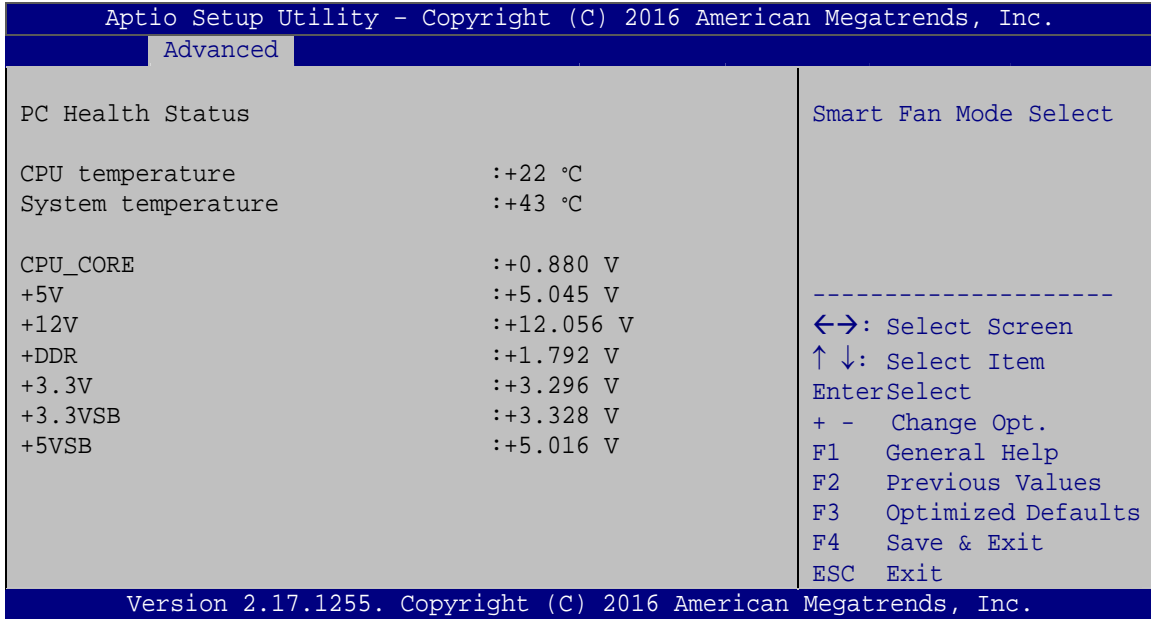 Aptio Setup Utility – Copyright (C) 2016 American Megatrends, Inc.
Advanced
PC Health Status
CPU temperature :+22 ℃
System temperature :+43 ℃
CPU_CORE :+0.880 V
+5V :+5.045 V
+12V :+12.056 V
+DDR :+1.792 V
+3.3V :+3.296 V
+3.3VSB :+3.328 V
+5VSB :+5.016 V
Smart Fan Mode Select
---------------------
←→: Select Screen
↑ ↓: Select Item
EnterSelect
+ - Change Opt.
F1 General Help
F2 Previous Values
F3 Optimized Defaults
F4 Save & Exit
ESC Exit
Version 2.17.1255. Copyright (C) 2016 American Megatrends, Inc.